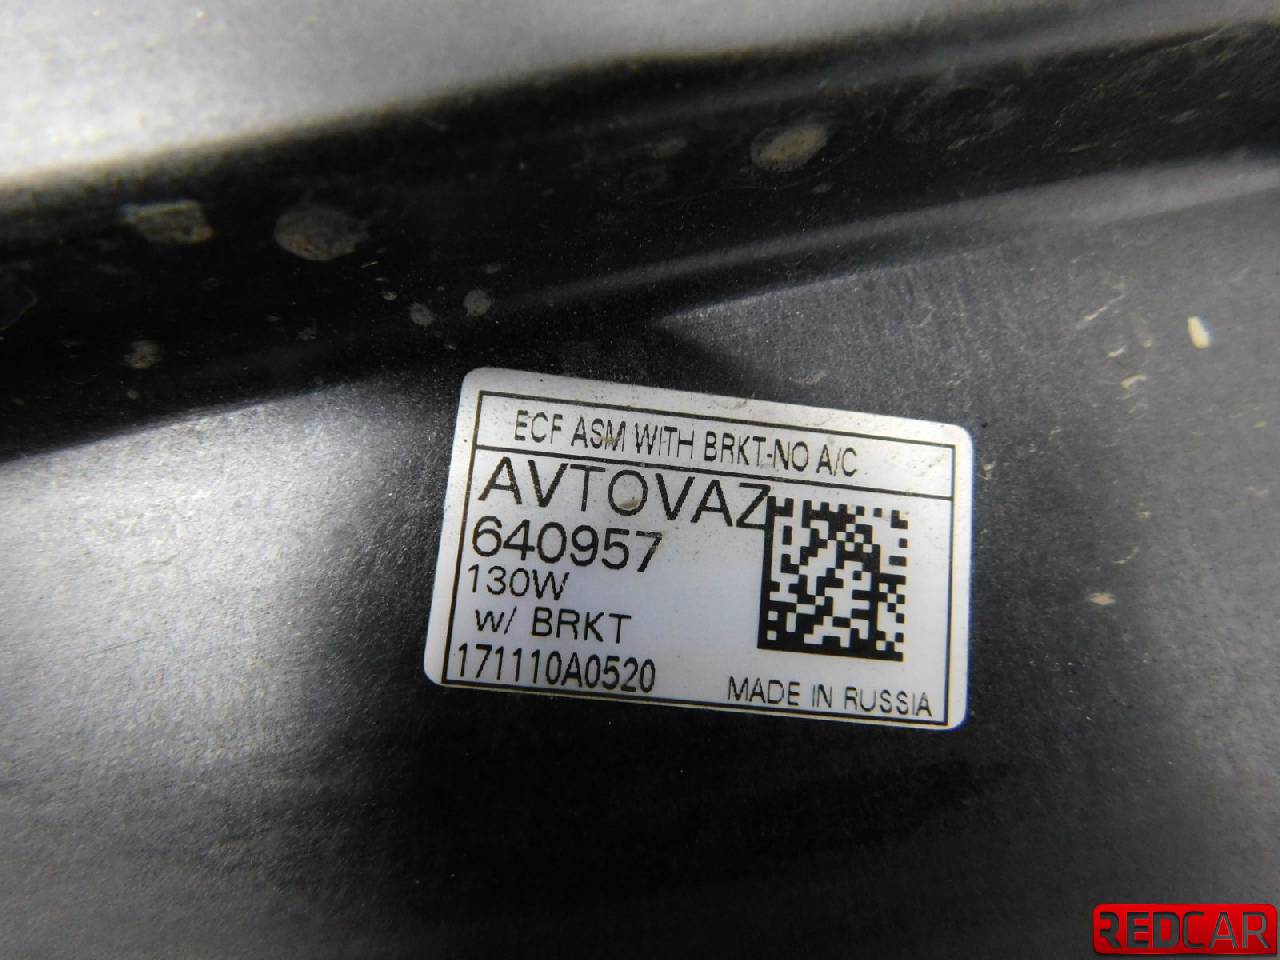 ECF ASM WITH BRKT-NO A/C
AVTOVAZ
640957
130W
w/ BRKT
171110A0520
MADE IN RUSSIA
REDCAR